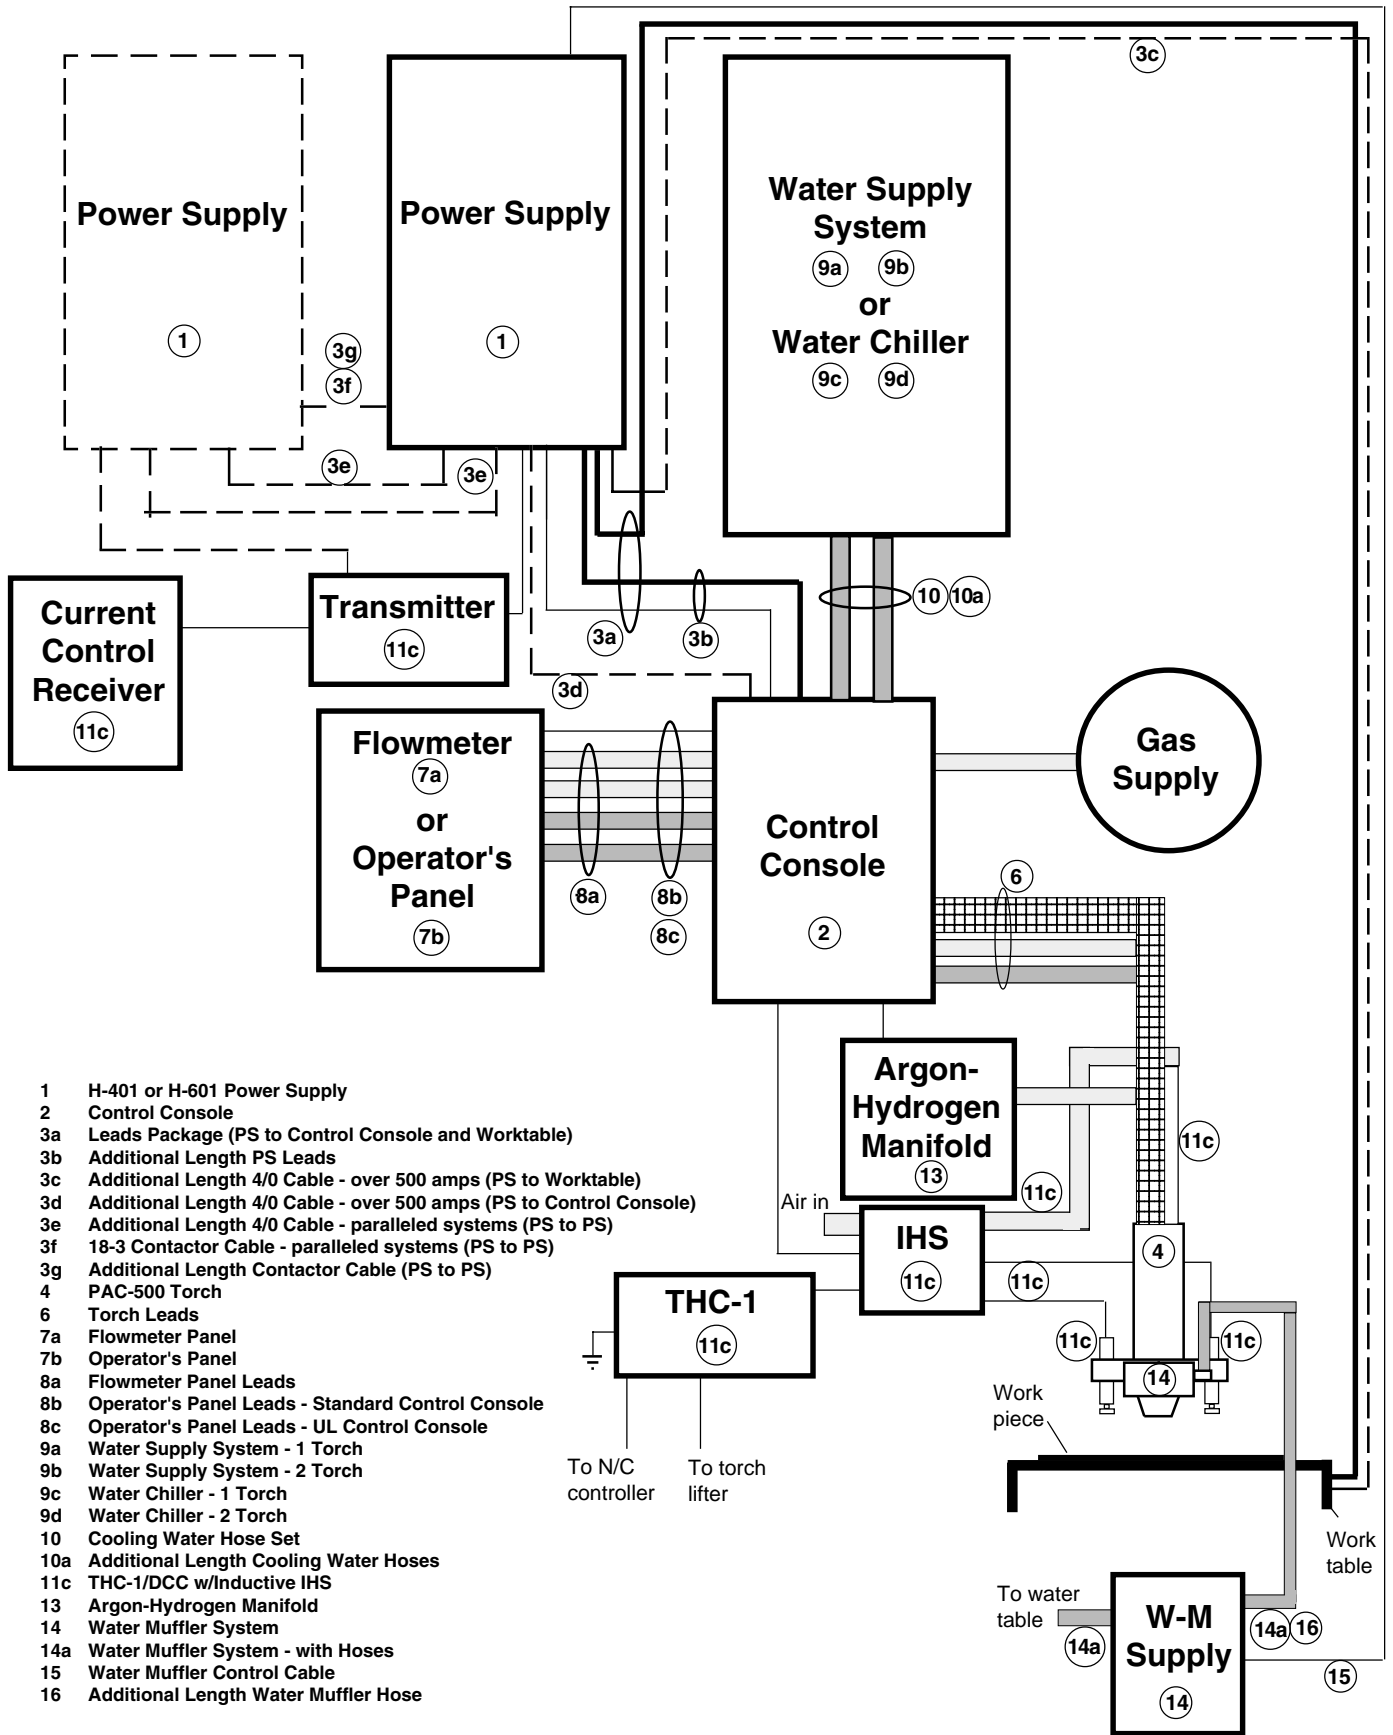 3c
Power Supply
1
Power Supply
1
Water Supply
System
9a 9b
or
Water Chiller
9c 9d
3g
3f
3e
3e
10 10a
Current
Control
Receiver
11c
Transmitter
11c
3a
3b
3d
Flowmeter
7a
or
Operator's
Panel
7b
8a
8b
8c
Control
Console
2
Gas
Supply
6
Argon-
Hydrogen
Manifold
13
11c
11c
Air in
IHS
11c
11c
4
THC-1
11c
11c
11c
14
Work
piece
To N/C
controller
To torch
lifter
Work
table
To water
table
14a
W-M
Supply
14
14a 16
15
1 H-401 or H-601 Power Supply
2 Control Console
3a Leads Package (PS to Control Console and Worktable)
3b Additional Length PS Leads
3c Additional Length 4/0 Cable - over 500 amps (PS to Worktable)
3d Additional Length 4/0 Cable - over 500 amps (PS to Control Console)
3e Additional Length 4/0 Cable - paralleled systems (PS to PS)
3f 18-3 Contactor Cable - paralleled systems (PS to PS)
3g Additional Length Contactor Cable (PS to PS)
4 PAC-500 Torch
6 Torch Leads
7a Flowmeter Panel
7b Operator's Panel
8a Flowmeter Panel Leads
8b Operator's Panel Leads - Standard Control Console
8c Operator's Panel Leads - UL Control Console
9a Water Supply System - 1 Torch
9b Water Supply System - 2 Torch
9c Water Chiller - 1 Torch
9d Water Chiller - 2 Torch
10 Cooling Water Hose Set
10a Additional Length Cooling Water Hoses
11c THC-1/DCC w/Inductive IHS
13 Argon-Hydrogen Manifold
14 Water Muffler System
14a Water Muffler System - with Hoses
15 Water Muffler Control Cable
16 Additional Length Water Muffler Hose